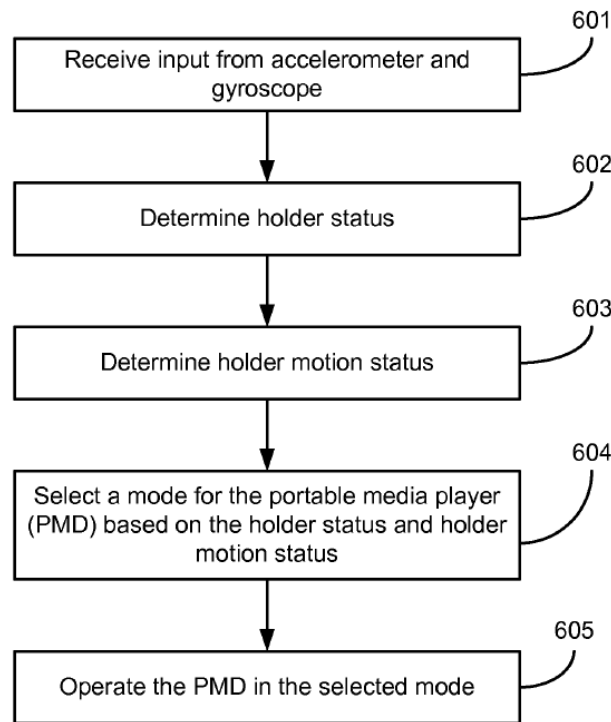 601
Receive input from accelerometer and
gyroscope
602
Determine holder status
603
Determine holder motion status
604
Select a mode for the portable media player
(PMD) based on the holder status and holder
motion status
605
Operate the PMD in the selected mode